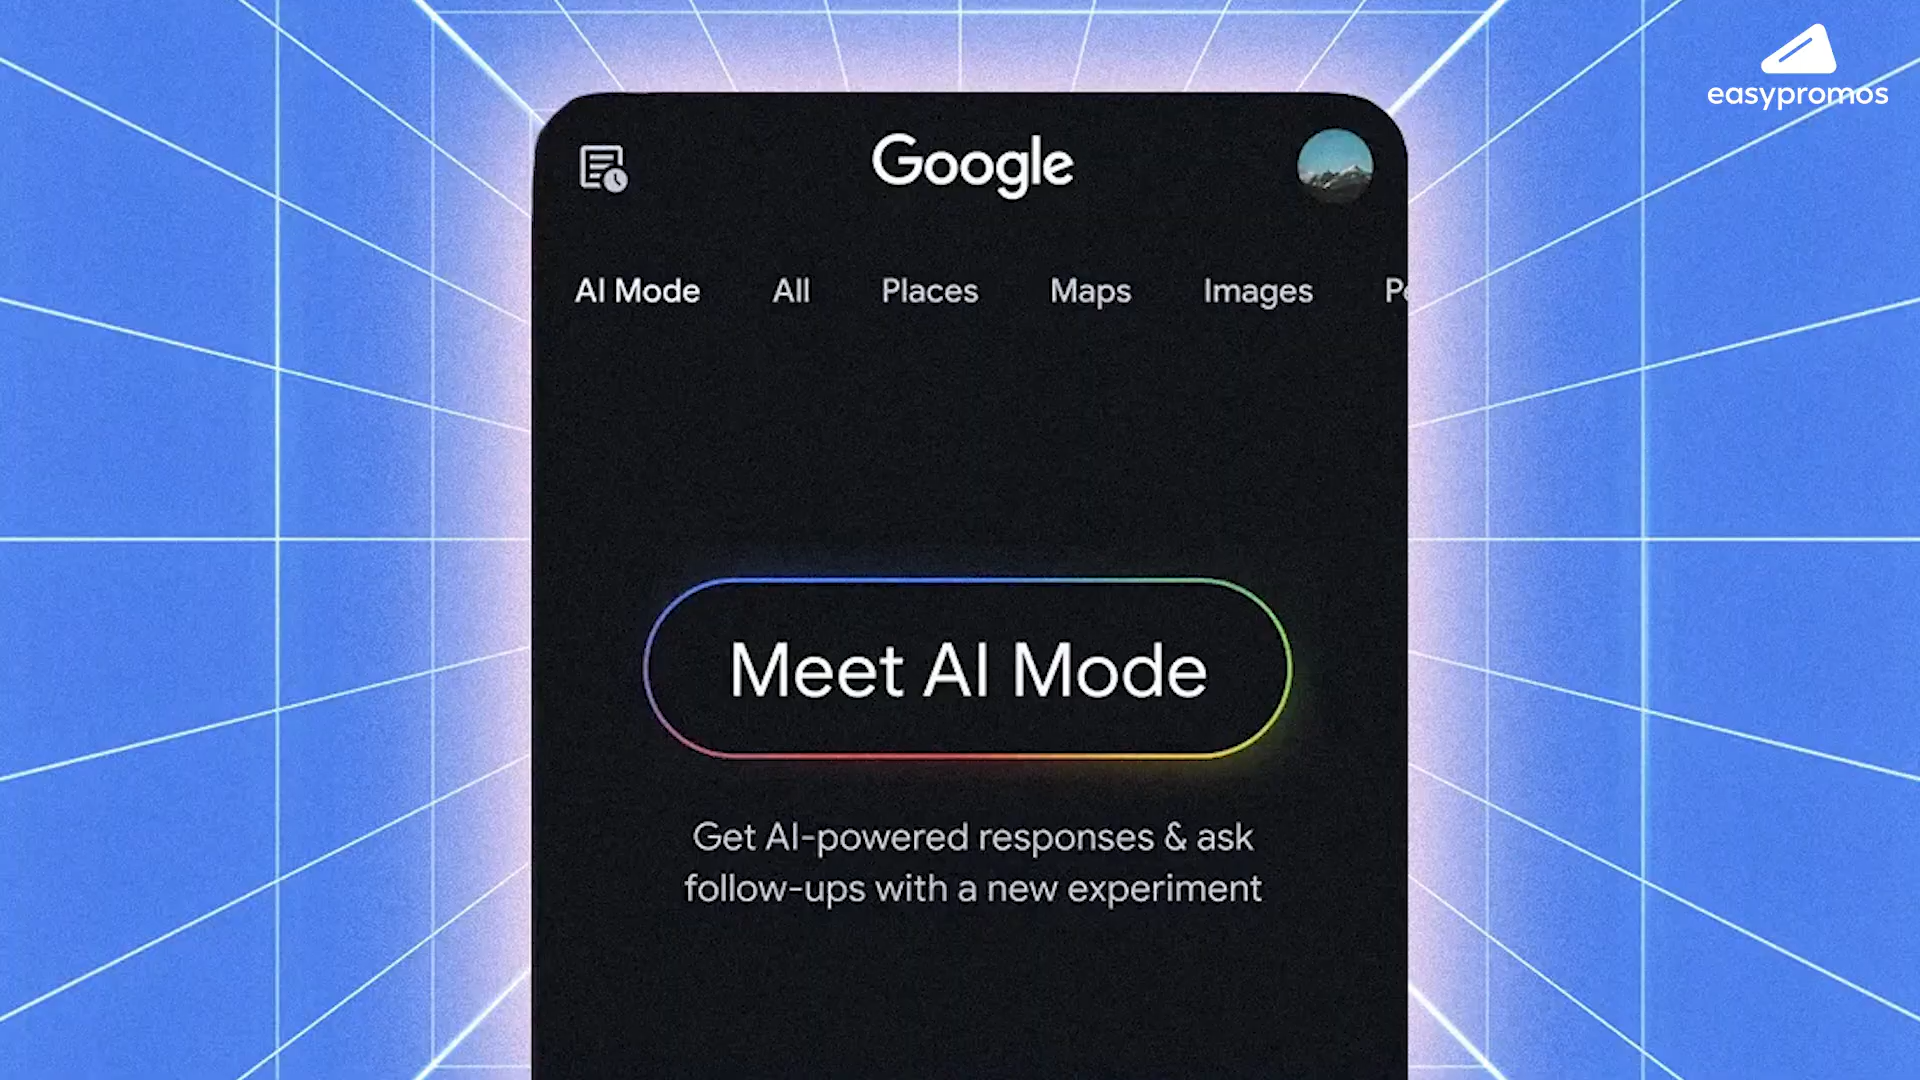 easypromos
Google
AI Mode
All
Places
Maps
Images
Meet AI Mode
Get AI-powered responses & ask
follow-ups with a new experiment